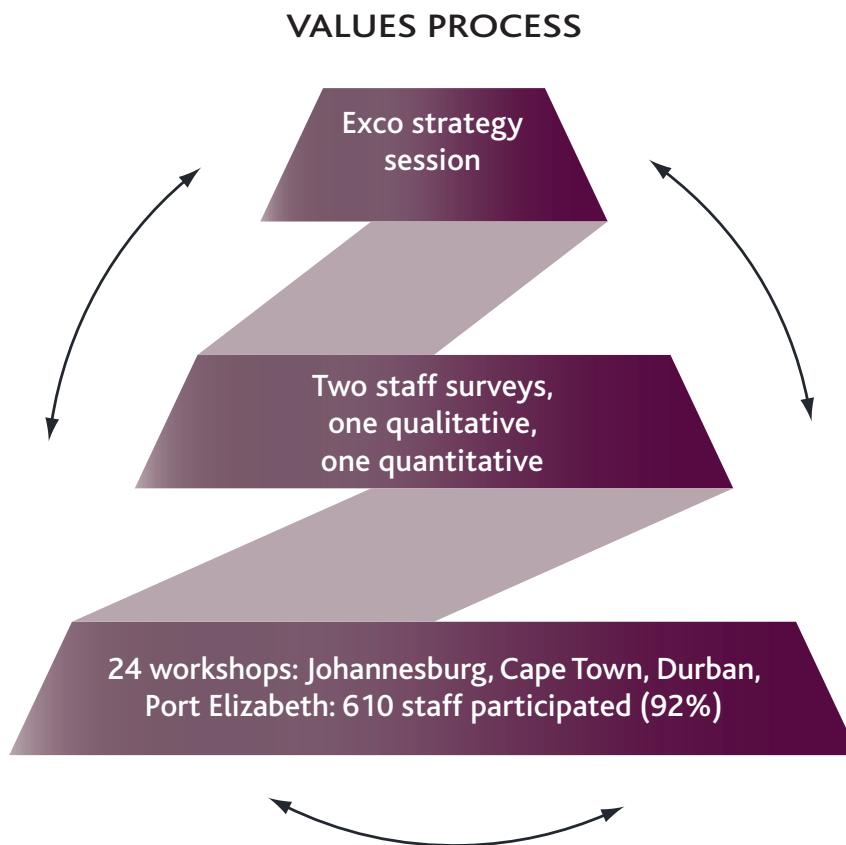 VALUES PROCESS
Exco strategy
session
Two staff surveys,
one qualitative,
one quantitative
24 workshops: Johannesburg, Cape Town, Durban,
Port Elizabeth: 610 staff participated (92%)